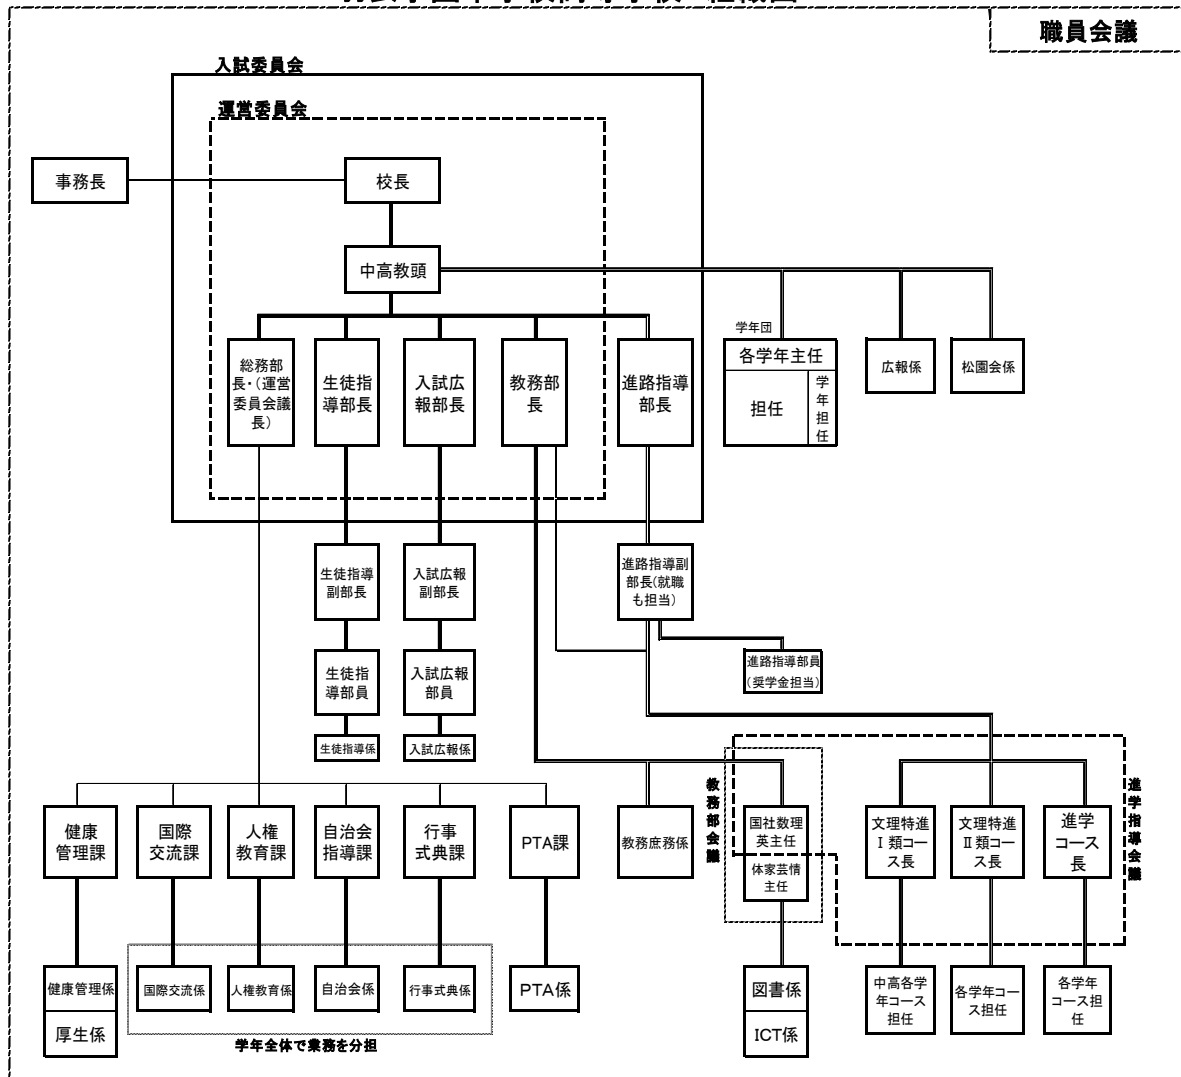 職員会議
入試委員会
運営委員会
事務長
校長
中高教頭
学年団
各学年主任
担任
学
年
担
任
広報係
松園会係
総務部
長・（運営
委員会議
長）
生徒指
導部長
入試広
報部長
教務部
長
進路指導
部長
生徒指導
副部長
入試広報
副部長
進路指導副
部長(就職
も担当）
生徒指
導部員
入試広報
部員
進路指導部員
（奨学金担当）
生徒指導係
入試広報係
教
務
部
会
議
進
学
指
導
会
議
健康
管理課
国際
交流課
人権
教育課
自治会
指導課
行事
式典課
PTA課
教務庶務係
国社数理
英主任
体家芸情
主任
文理特進
Ⅰ類コー
ス長
文理特進
Ⅱ類コー
ス長
進学
コース
長
健康管理係
厚生係
国際交流係
人権教育係
自治会係
行事式典係
PTA係
図書係
ICT係
中高各学
年コース
担任
各学年コー
ス担任
各学年
コース担
任
学年全体で業務を分担